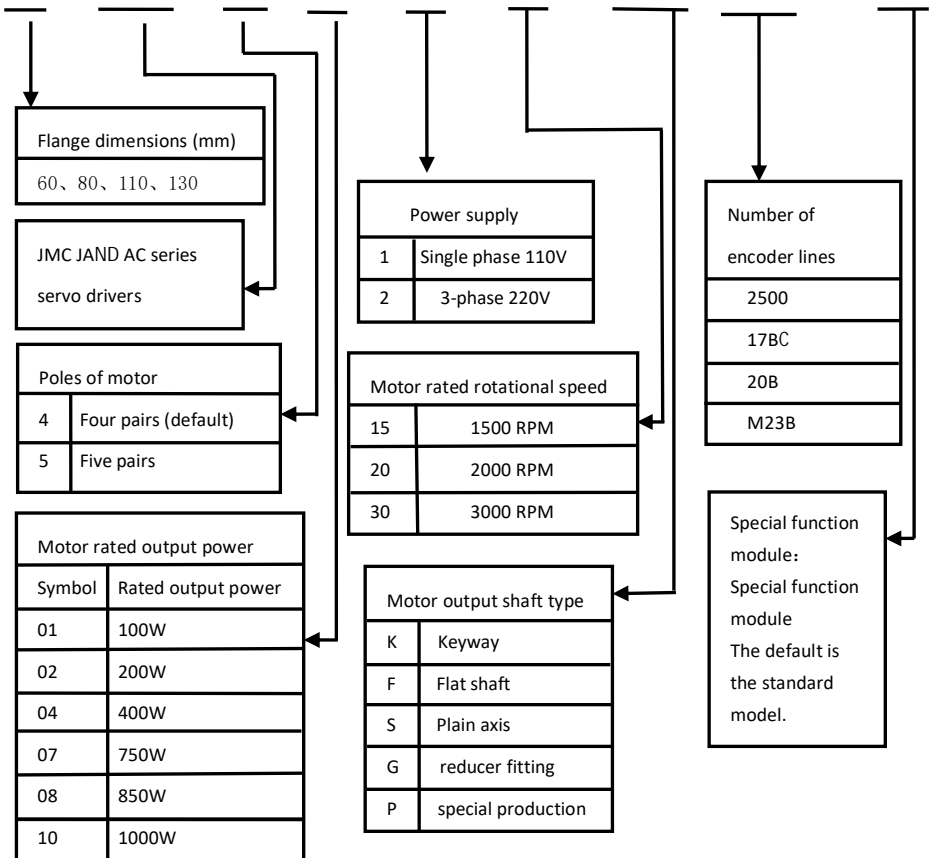 Flange dimensions (mm)
60、80、110、130
JMC JAND AC series
servo drivers
Poles of motor
4 Four pairs (default)
5 Five pairs
Motor rated output power
Symbol Rated output power
01 100W
02 200W
04 400W
07 750W
08 850W
10 1000W
Power supply
1 Single phase 110V
2 3-phase 220V
Motor rated rotational speed
15 1500 RPM
20 2000 RPM
30 3000 RPM
Motor output shaft type
K Keyway
F Flat shaft
S Plain axis
G reducer fitting
P special production
Number of
encoder lines
2500
17BC
20B
M23B
Special function
module：
Special function
module
The default is
the standard
model.